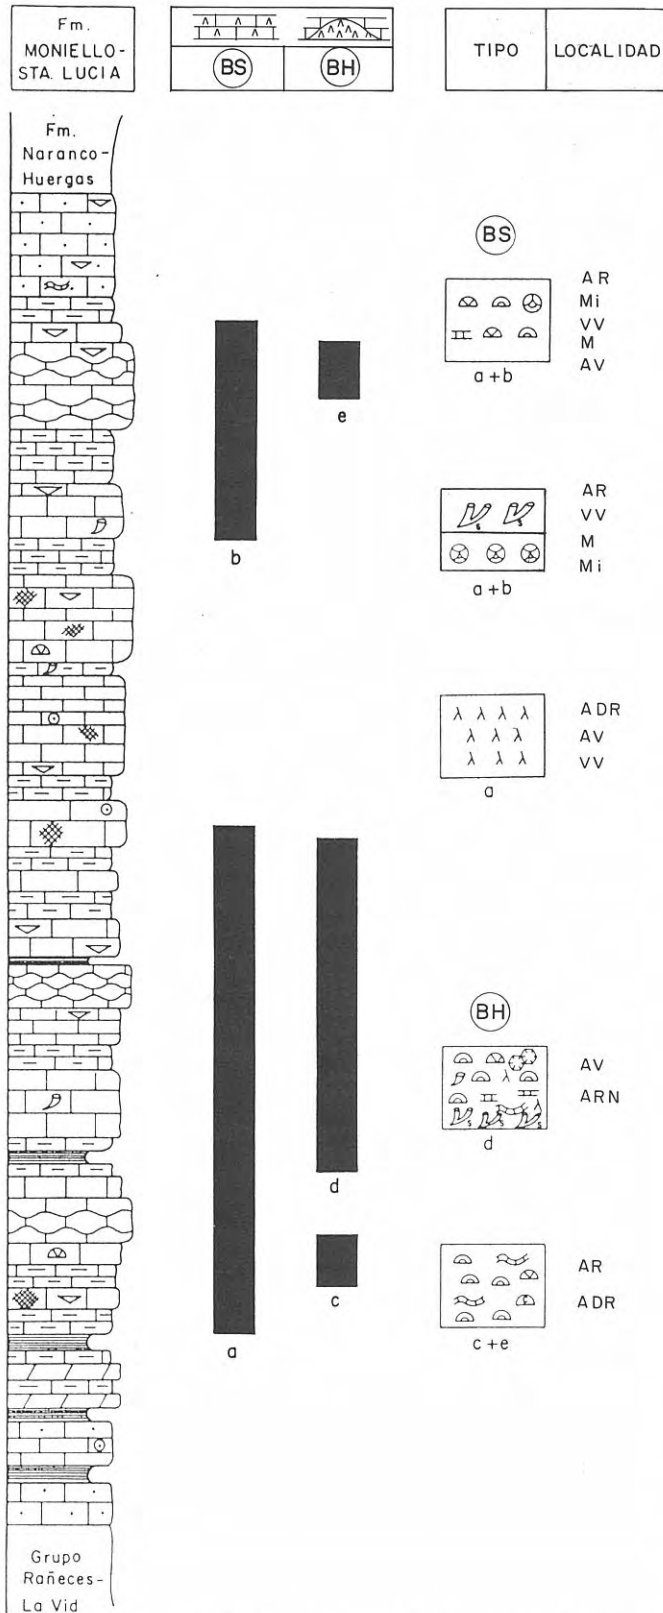 Fm.
MONIELLO-
STA. LUCIA
BS
BH
TIPO
LOCALIDAD
Fm.
Naranco-
Huergas
BS
AR
Mi
VV
M
AV
a+b
e
b
AR
VV
s
s
M
Mi
a+b
ADR
AV
VV
a
BH
AV
ARN
s
s
s
d
d
AR
ADR
c+e
c
a
Grupo
Rañeces-
La Vid